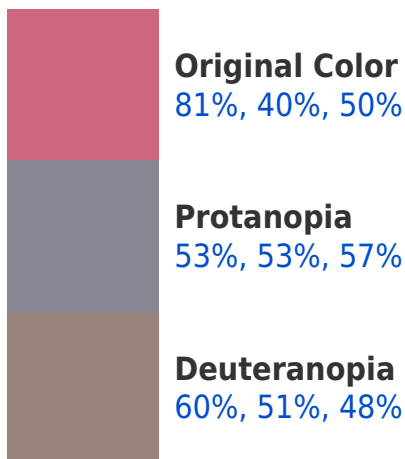 Original Color
81%, 40%, 50%
Protanopia
53%, 53%, 57%
Deuteranopia
60%, 51%, 48%